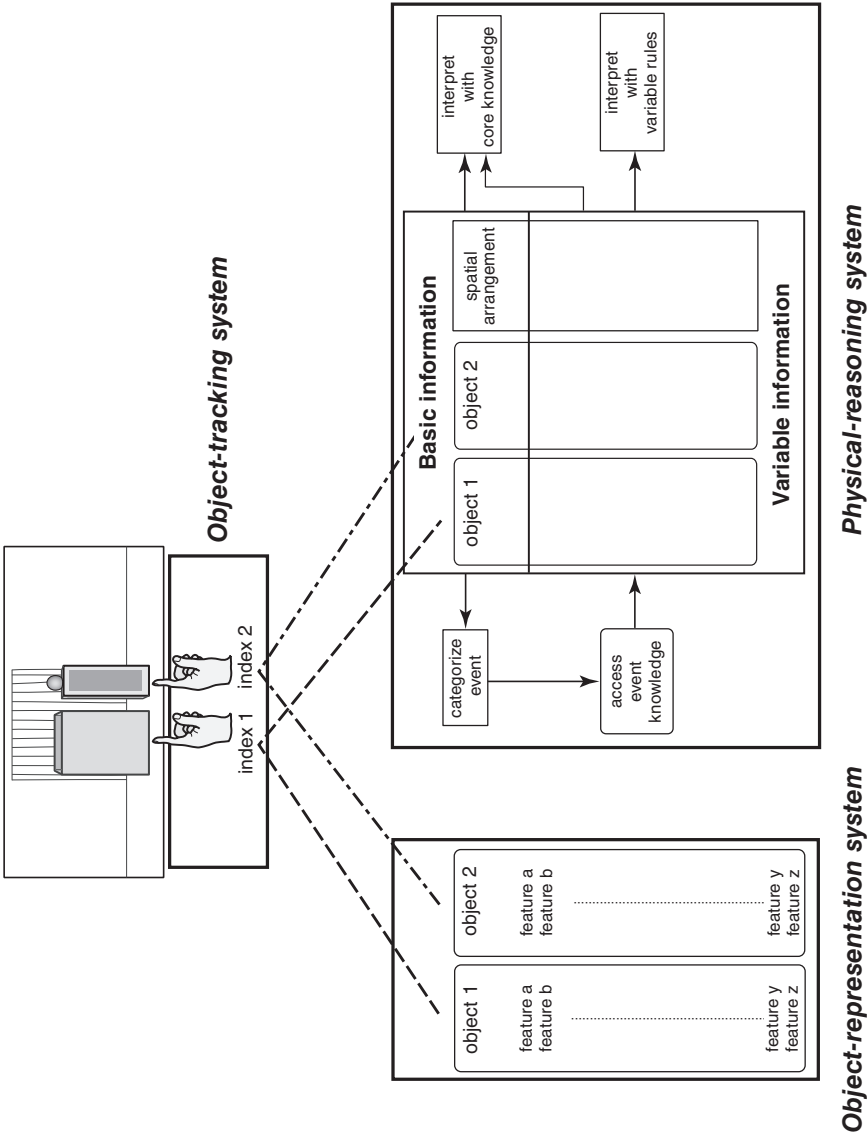 Object-tracking system
index 1
index 2
Object-representation system
object 1
feature a
feature b
feature y
feature z
object 2
feature a
feature b
feature y
feature z
Physical-reasoning system
categorize
event
access
event
knowledge
Basic information
object 1
object 2
spatial
arrangement
Variable information
interpret
with
core knowledge
interpret
with
variable rules